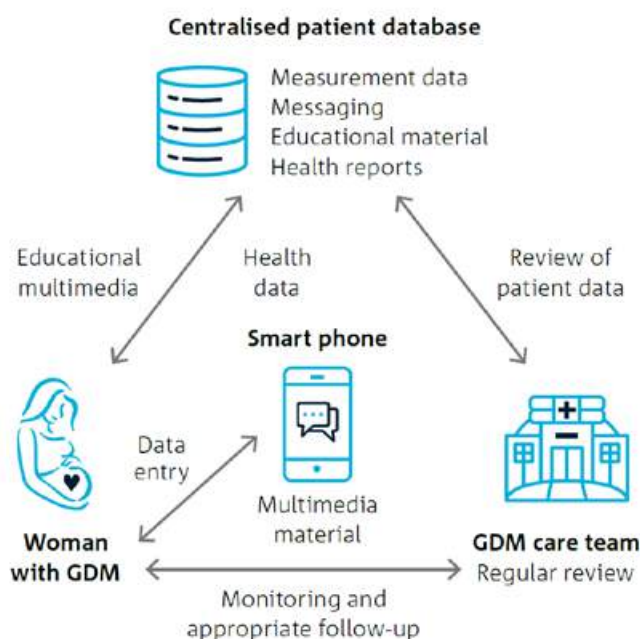 Centralised patient database
Measurement data
Messaging
Educational material
Health reports
Educational
multimedia
Health
data
Review of
patient data
Smart phone
Data
entry
Multimedia
material
Woman
with GDM
GDM care team
Regular review
Monitoring and
appropriate follow-up